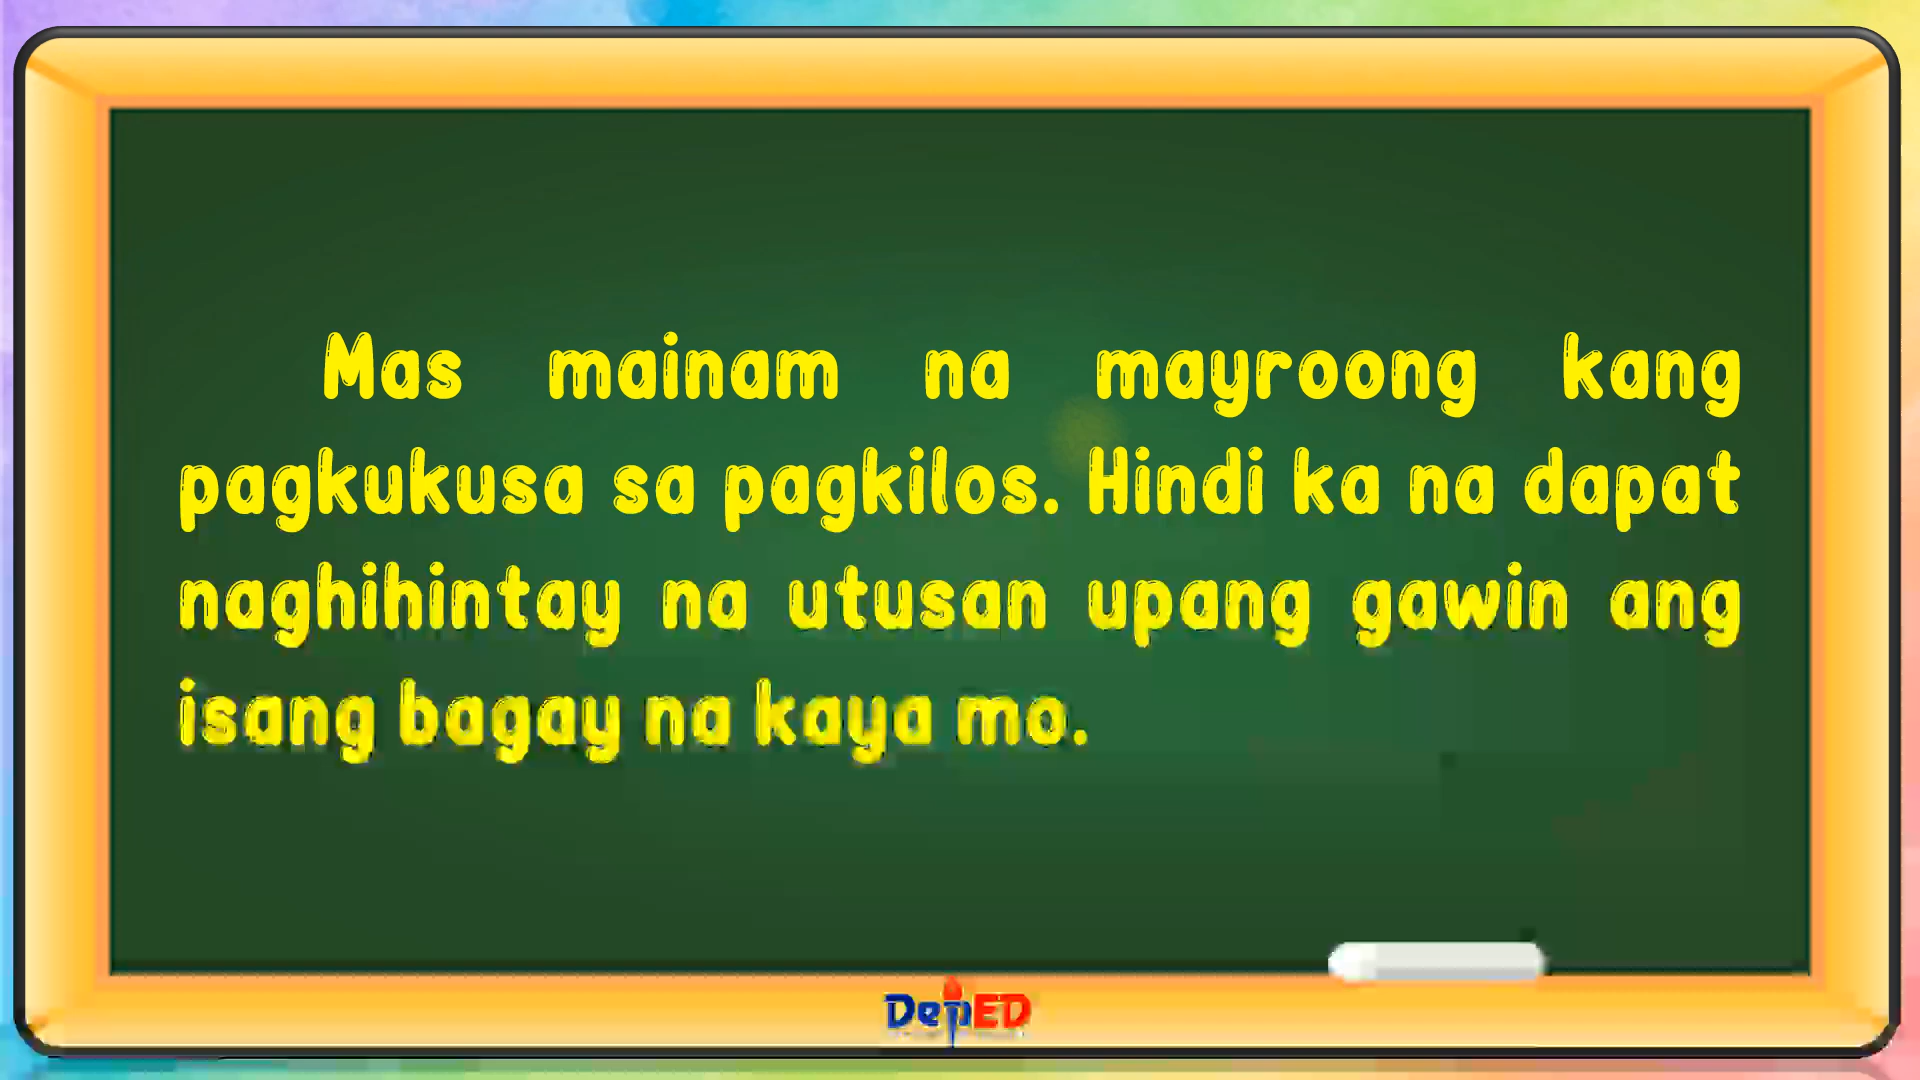 Mas mainam na mayroong kang
pagkukusa sa pagkilos. Hindi ka na dapat
naghihintay na utusan upang gawin ang
isang bagay na kaya mo.
DepED